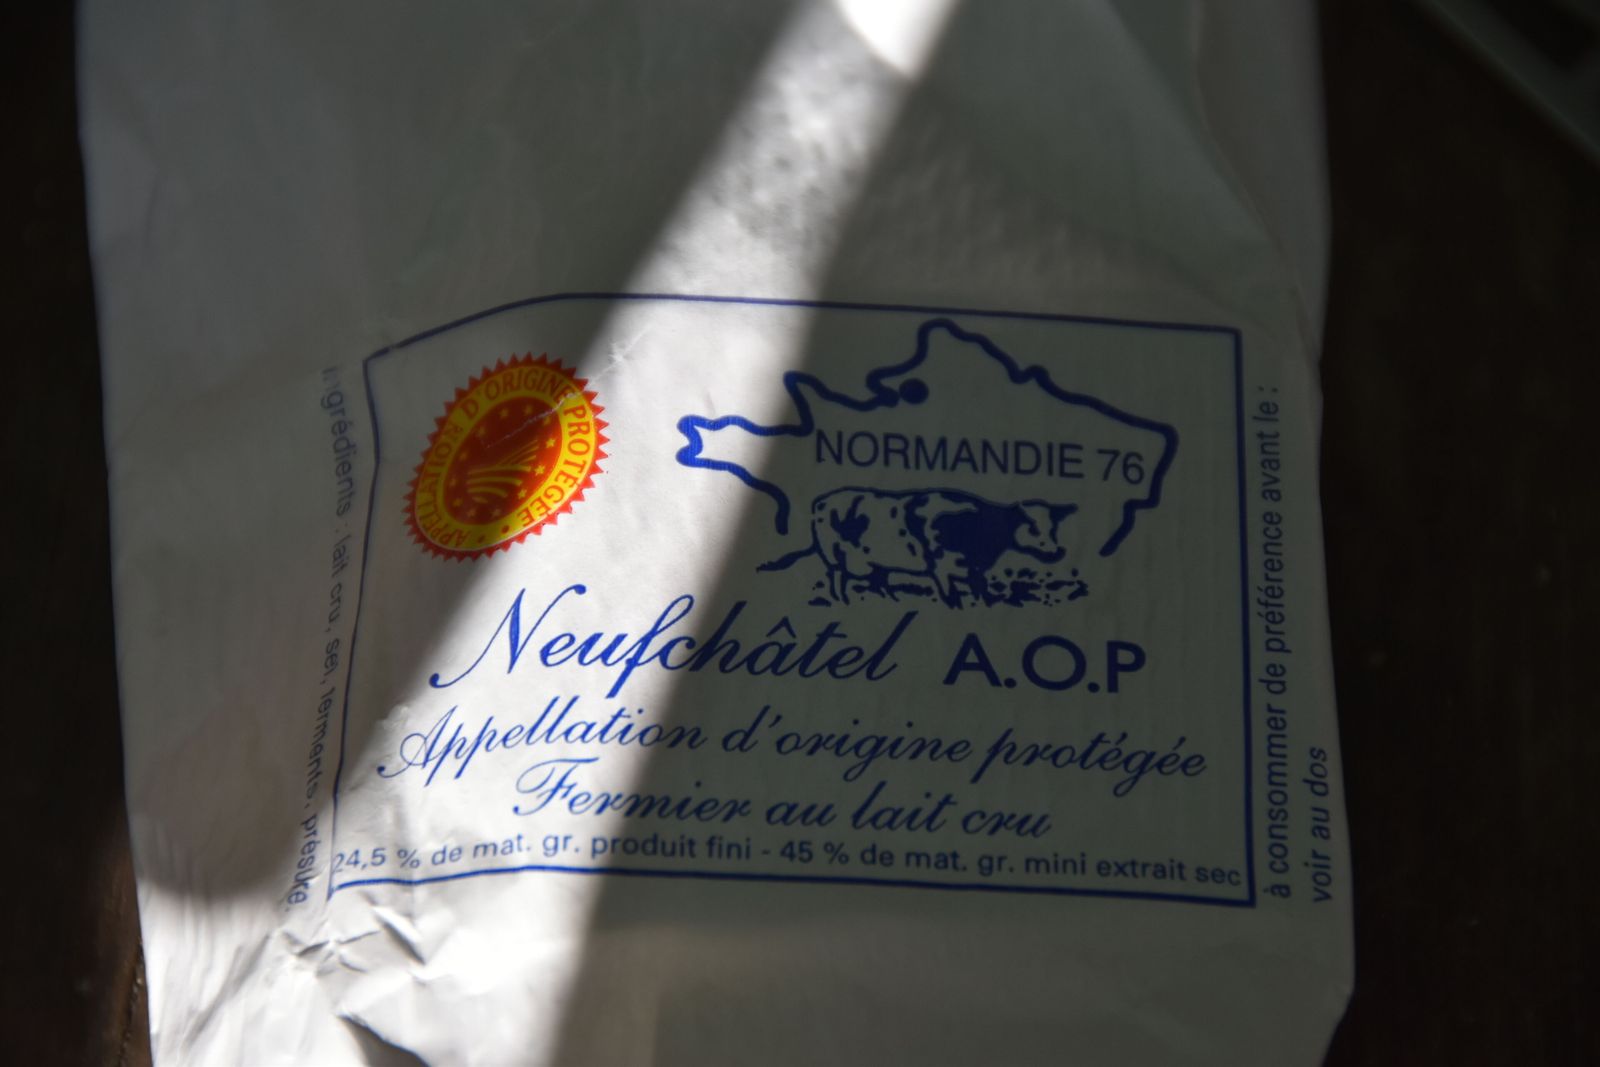 APPELLATION D'ORIGINE PROTÉGÉE
NORMANDIE 76
Neufchâtel A.O.P
Appellation d'origine protégée
Fermier au lait cru
24,5 % de mat. gr. produit fini - 45 % de mat. gr. mini extrait sec
ingrédients : lait cru, sel, ferments, présure.
à consommer de préférence avant le :
voir au dos